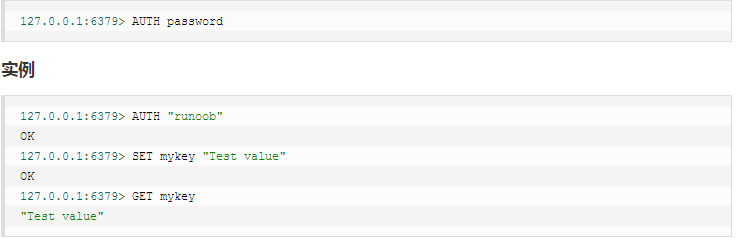 127.0.0.1:6379> AUTH password
实例
127.0.0.1:6379> AUTH "runoob"
OK
127.0.0.1:6379> SET mykey "Test value"
OK
127.0.0.1:6379> GET mykey
"Test value"